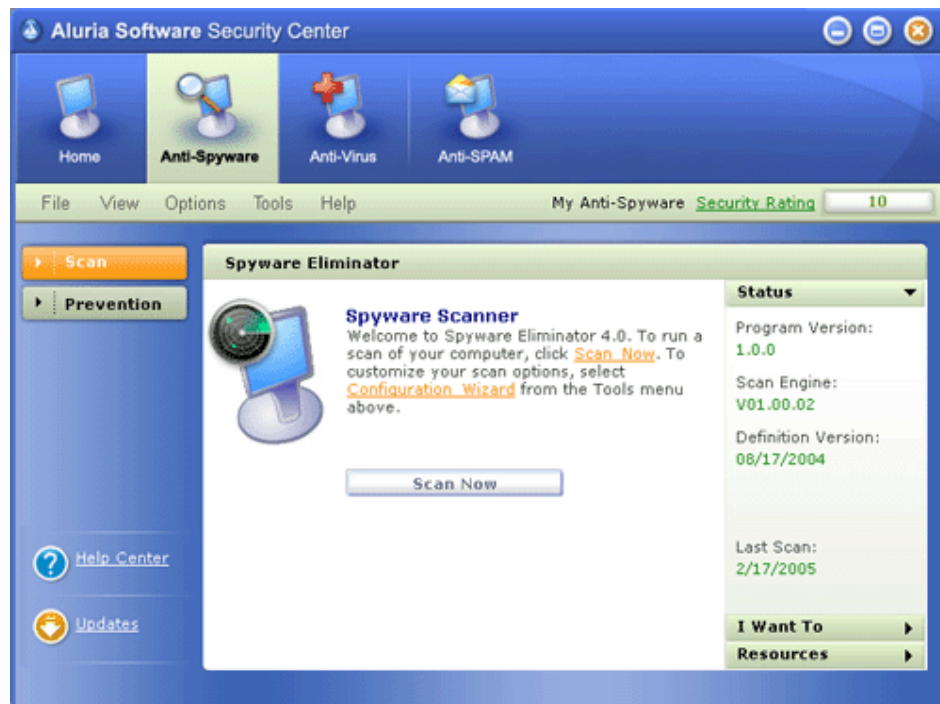 Aluria Software Security Center
Home
Anti-Spyware
Anti-Virus
Anti-SPAM
File View Options Tools Help
My Anti-Spyware Security Rating 10
Scan
Prevention
Spyware Eliminator
Spyware Scanner
Welcome to Spyware Eliminator 4.0. To run a
scan of your computer, click Scan Now. To
customize your scan options, select
Configuration Wizard from the Tools menu
above.
Scan Now
Status
Program Version:
1.0.0
Scan Engine:
V01.00.02
Definition Version:
08/17/2004
Last Scan:
2/17/2005
I Want To
Resources
Help Center
Updates